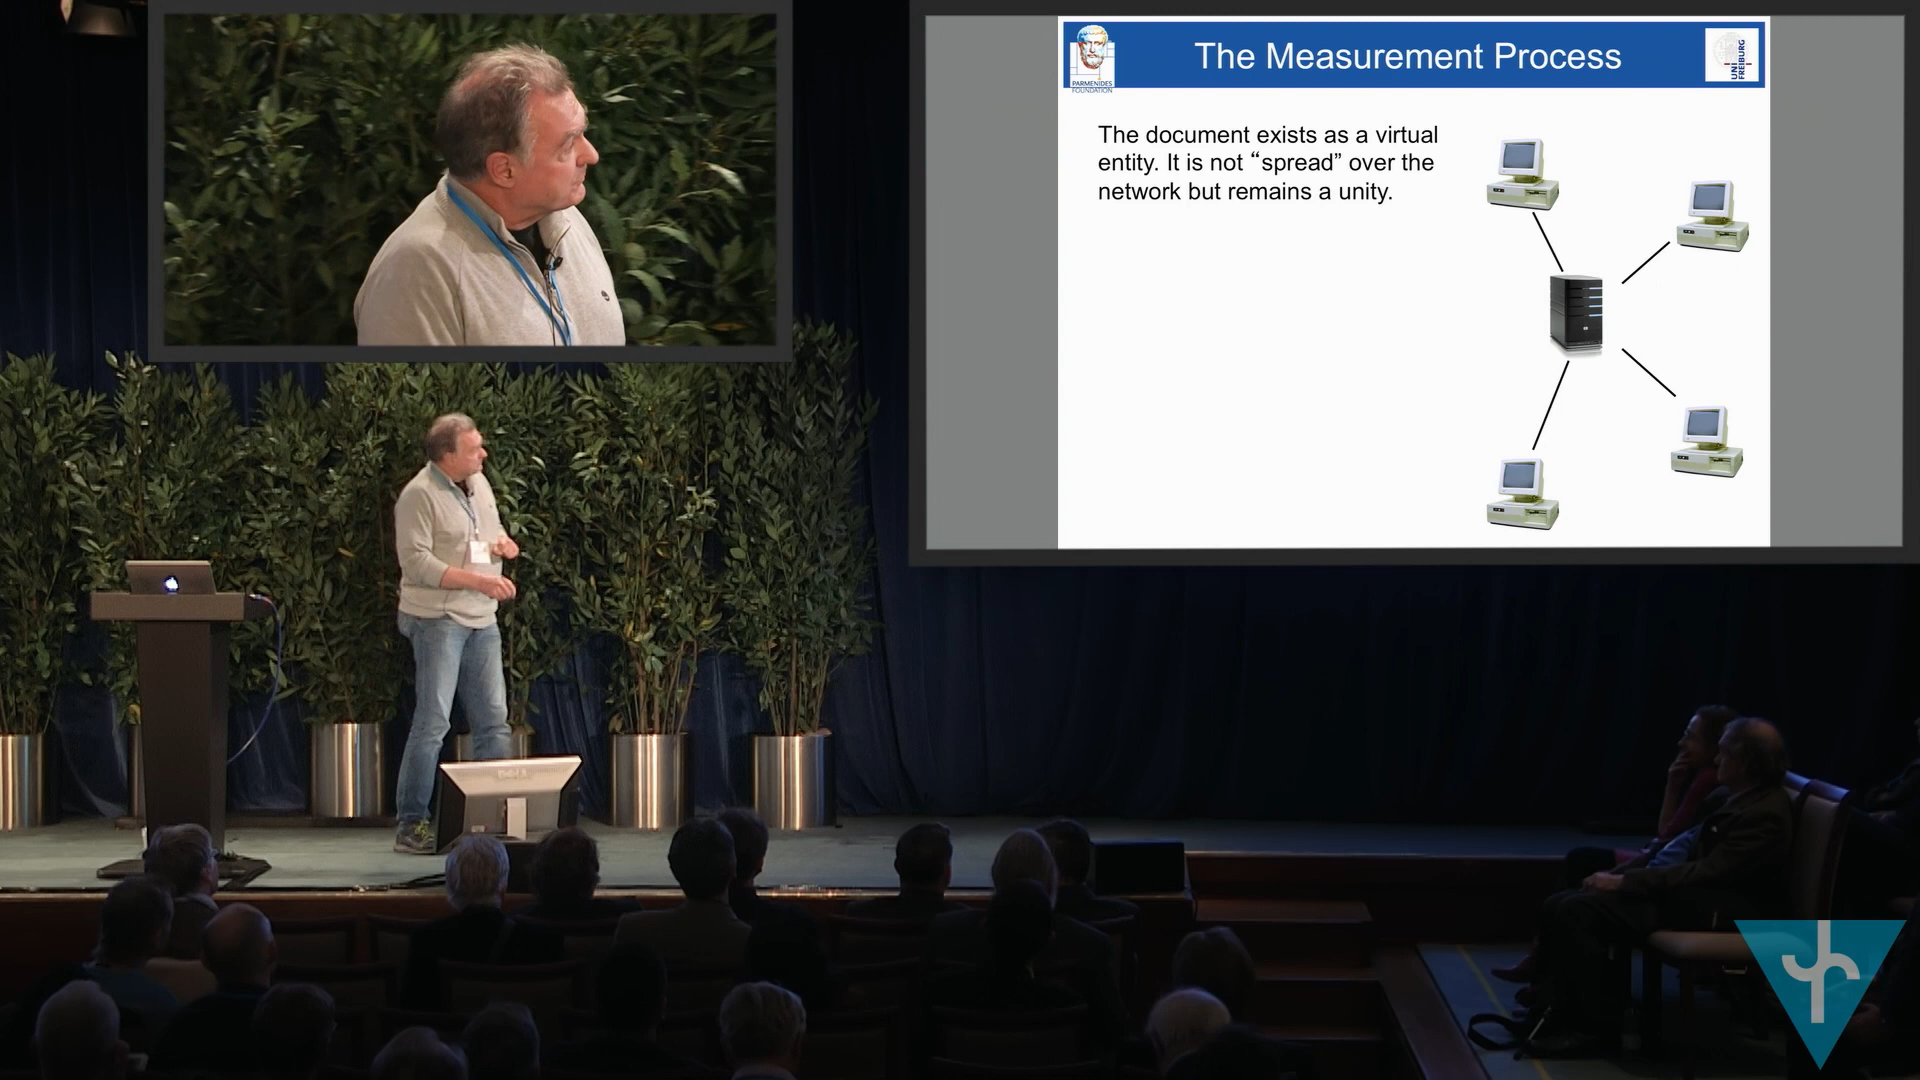 The Measurement Process
PARMENIDES
FOUNDATION
UNI
FREIBURG
The document exists as a virtual
entity. It is not “spread” over the
network but remains a unity.
DELL